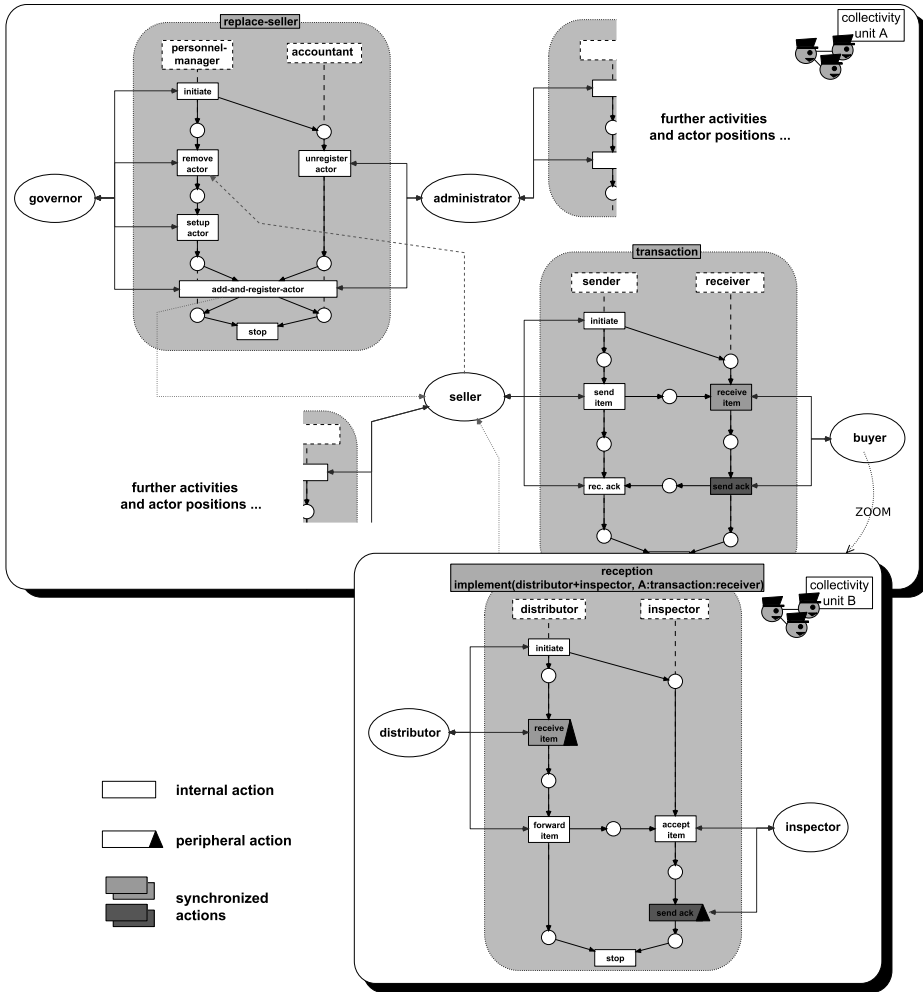 replace-seller
personnel-
manager
accountant
initiate
remove
actor
unregister
actor
setup
actor
add-and-register-actor
stop
governor
administrator
further activities
and actor positions ...
collectivity
unit A
transaction
sender
receiver
initiate
send
item
receive
item
rec. ack
send ack
seller
buyer
ZOOM
further activities
and actor positions ...
reception
implement(distributor+inspector, A:transaction:receiver)
collectivity
unit B
distributor
inspector
initiate
receive
item
forward
item
accept
item
send ack
stop
distributor
inspector
internal action
peripheral action
synchronized
actions